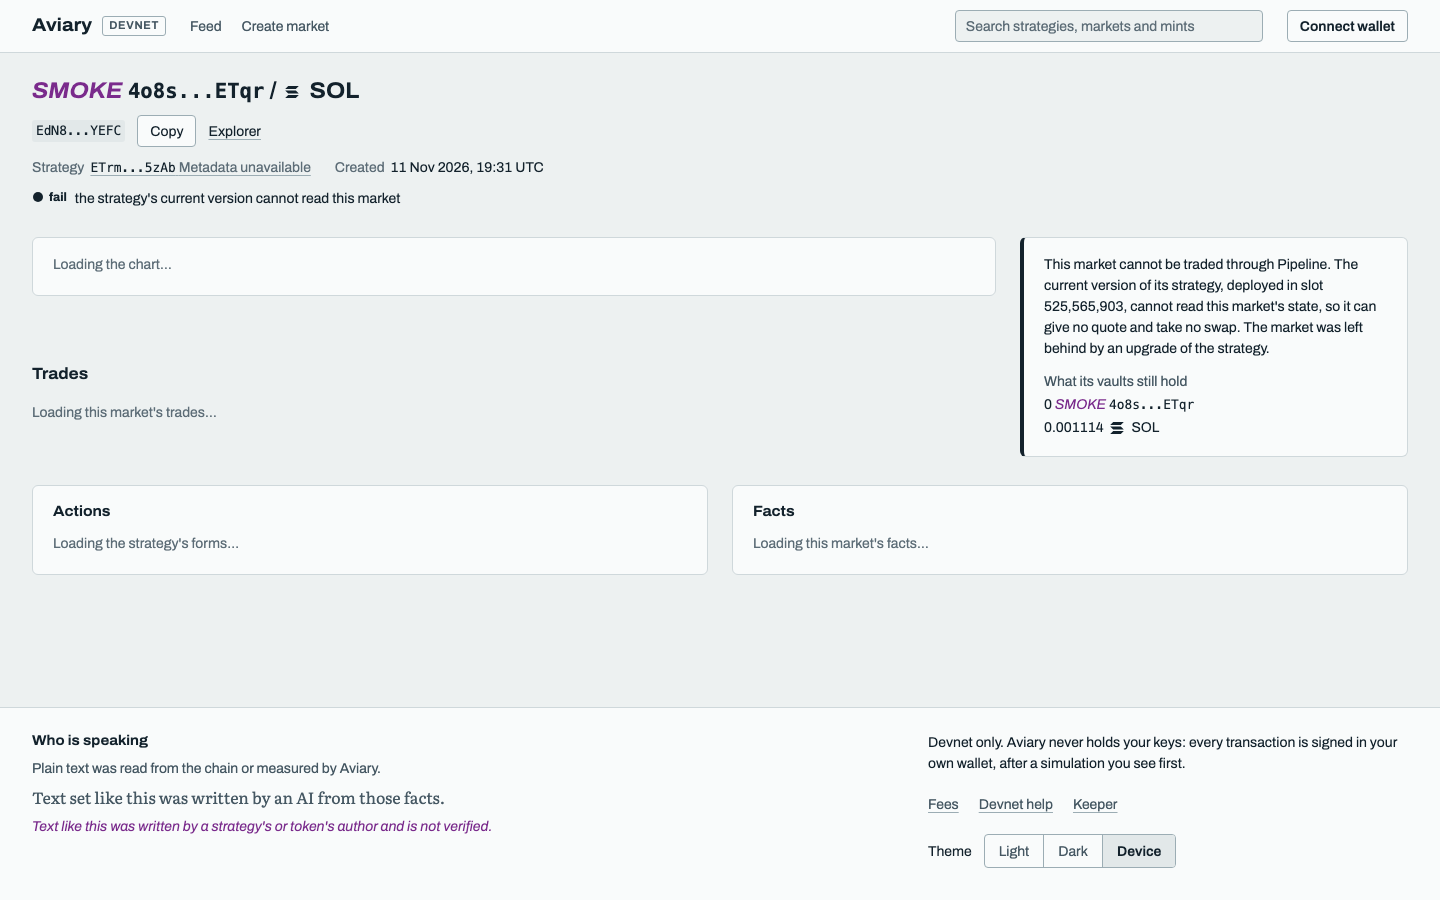 Aviary DEVNET Feed Create market Search strategies, markets and mints Connect wallet
SMOKE 4o8s...ETqr / SOL
EdN8...YEFC Copy Explorer
Strategy ETrm...5zAb Metadata unavailable Created 11 Nov 2026, 19:31 UTC
fail the strategy's current version cannot read this market
Loading the chart...
Trades
Loading this market's trades...
This market cannot be traded through Pipeline. The
current version of its strategy, deployed in slot
525,565,903, cannot read this market's state, so it can
give no quote and take no swap. The market was left
behind by an upgrade of the strategy.
What its vaults still hold
0 SMOKE 4o8s...ETqr
0.001114 SOL
Actions
Loading the strategy's forms...
Facts
Loading this market's facts...
Who is speaking
Plain text was read from the chain or measured by Aviary.
Text set like this was written by an AI from those facts.
Text like this was written by a strategy's or token's author and is not verified.
Devnet only. Aviary never holds your keys: every transaction is signed in your
own wallet, after a simulation you see first.
Fees Devnet help Keeper
Theme Light Dark Device